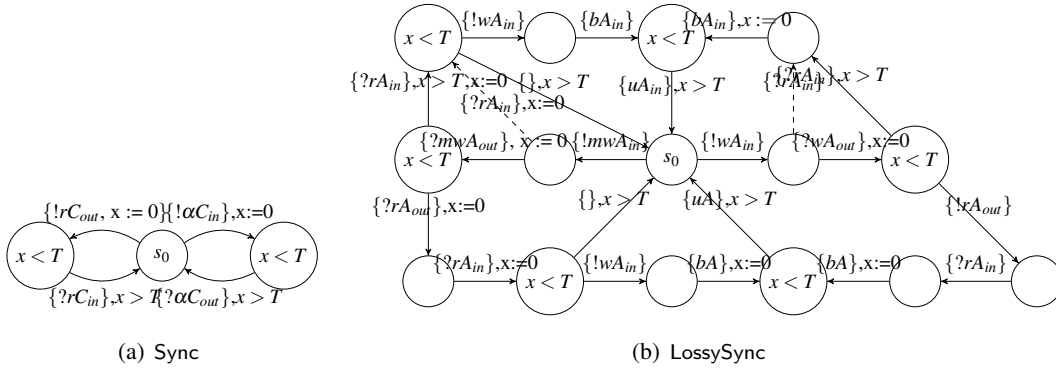 {!wA_in} {bA_in} {bA_in},x := 0
x < T x < T
{?rA_in},x > T,x:=0 {},x > T {uA_in},x > T {?rA_in},x > T
{?rA_in},x:=0 {?rA_in}
{?mwA_out}, x := 0 {!mwA_in} {!wA_in} {?wA_out},x:=0
x < T s_0 x < T
{?rA_out},x:=0 {},x > T {uA},x > T {!rA_out}
{!rC_out, x := 0} {!αC_in},x:=0
x < T s_0 x < T
{?rC_in},x > T {?αC_out},x > T
{?rA_in},x:=0 {!wA_in} {bA},x:=0 {bA},x:=0 {?rA_in}
x < T x < T
(a) Sync (b) LossySync